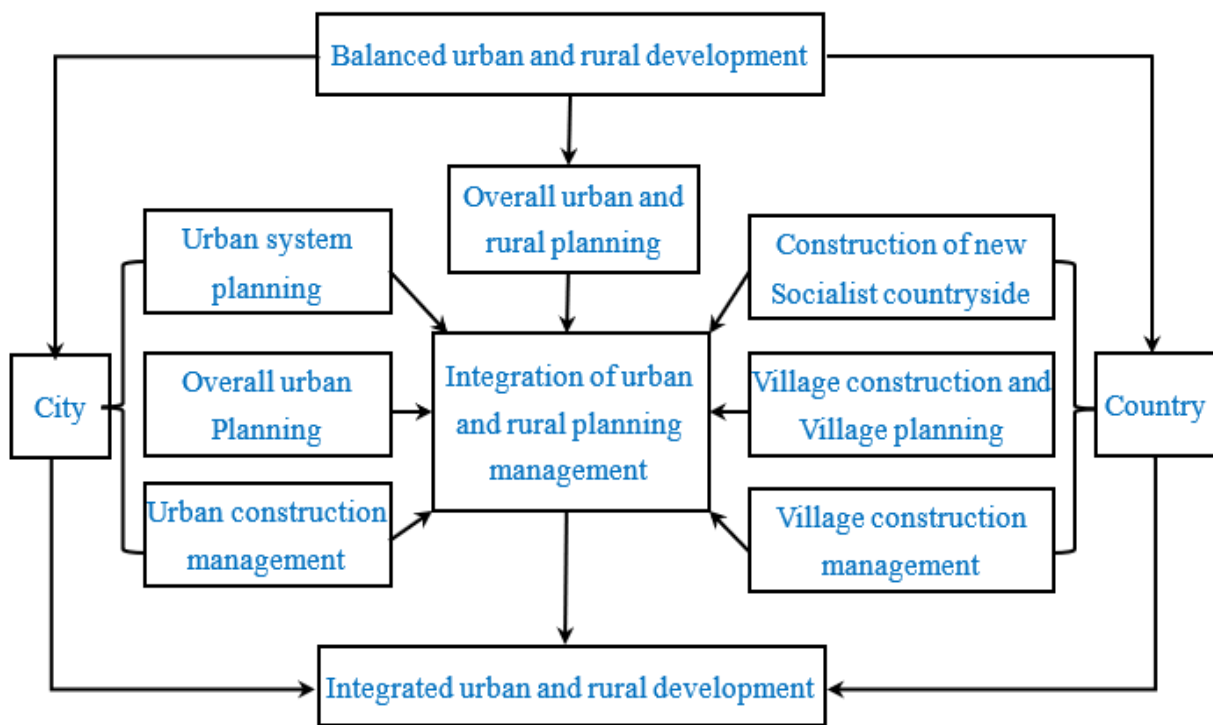 Balanced urban and rural development
Overall urban and
rural planning
Urban system
planning
Construction of new
Socialist countryside
City
Overall urban
Planning
Integration of urban
and rural planning
management
Village construction and
Village planning
Country
Urban construction
management
Village construction
management
Integrated urban and rural development